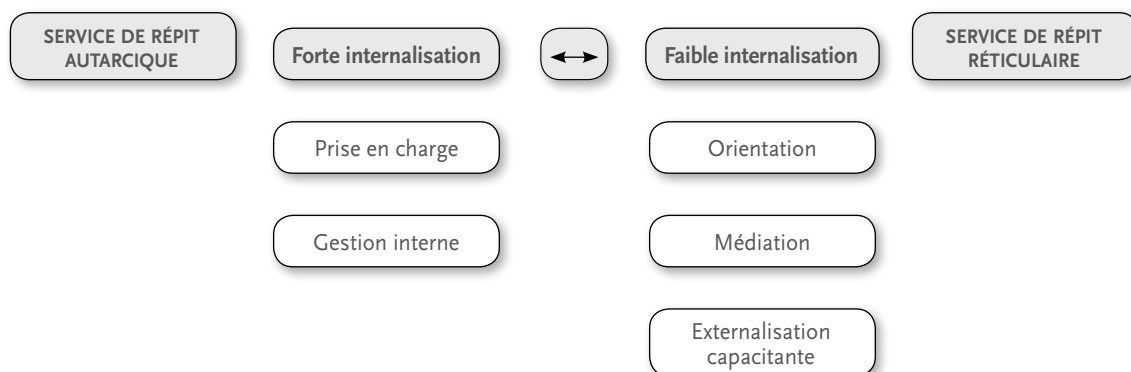 SERVICE DE RÉPIT
AUTARCIQUE
Forte internalisation
Faible internalisation
SERVICE DE RÉPIT
RÉTICULAIRE
Prise en charge
Orientation
Gestion interne
Médiation
Externalisation
capacitante